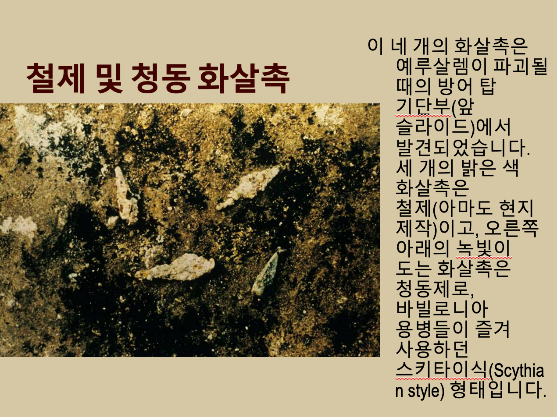 철제 및 청동 화살촉
이 네 개의 화살촉은
예루살렘이 파괴될
때의 방어 탑
기단부(앞
슬라이드)에서
발견되었습니다.
세 개의 밝은 색
화살촉은
철제(아마도 현지
제작)이고, 오른쪽
아래의 녹빛이
도는 화살촉은
청동제로,
바빌로니아
용병들이 즐겨
사용하던
스키타이식(Scythia
n style) 형태입니다.